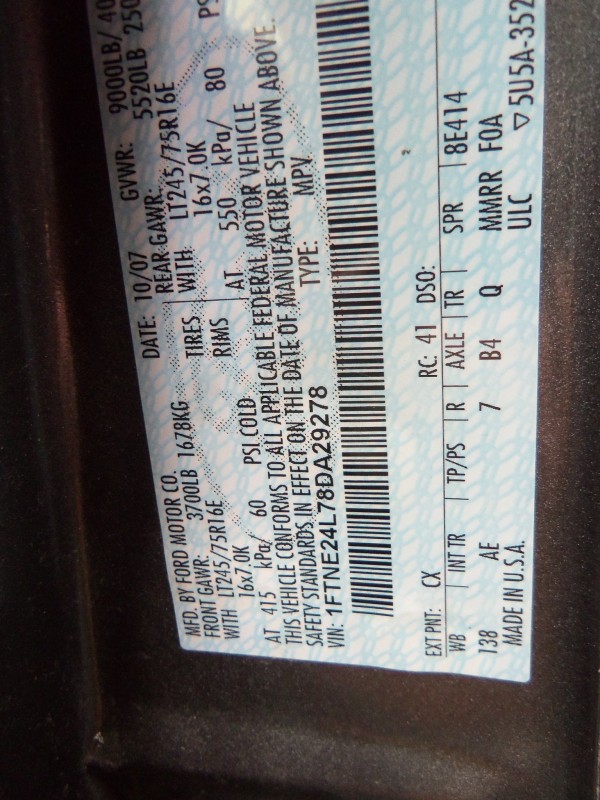 MFD. BY FORD MOTOR CO. DATE: 10/07 GVWR: 9000LB/ 40
FRONT GAWR: 3700LB 1678KG REAR GAWR: 5520LB 250
WITH LT245/75R16E TIRES WITH LT245/75R16E
16x7.0K RIMS 16x7.0K
AT 415 kPa/ 60 PSI COLD AT 550 kPa/ 80 PS
THIS VEHICLE CONFORMS TO ALL APPLICABLE FEDERAL MOTOR VEHICLE
SAFETY STANDARDS IN EFFECT ON THE DATE OF MANUFACTURE SHOWN ABOVE.
VIN: 1FTNE24L78DA29278 TYPE: MPV
EXT PNT: CX RC: 41 DSO:
WB INT TR TP/PS R AXLE TR SPR 8E414
138 AE 7 B4 Q MMRR F0A
MADE IN U.S.A. ULC ▽5U5A-352